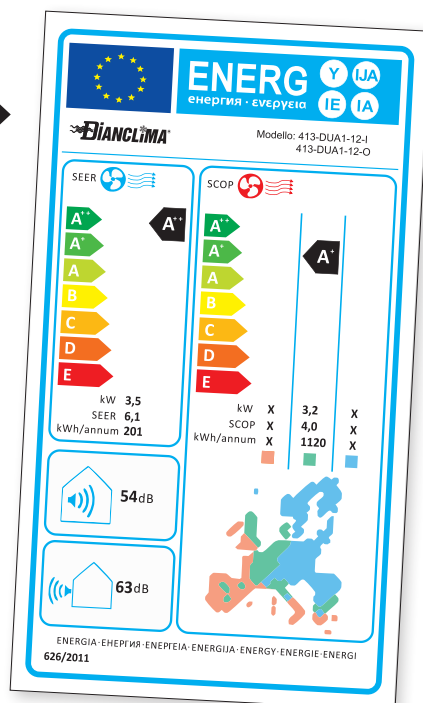 ENERG
енергия · ενεργεια
Y IJA
IE IA
DIANCLIMA®
Modello: 413-DUA1-12-I
413-DUA1-12-O
SEER
A++
A+
A
B
C
D
E
A++
kW 3,5
SEER 6,1
kWh/annum 201
SCOP
A++
A+
A
B
C
D
E
A+
kW X 3,2 X
SCOP X 4,0 X
kWh/annum X 1120 X
54dB
63dB
ENERGIA·ЕНЕРГИЯ·ΕΝΕΡΓΕΙΑ·ENERGIJA·ENERGY·ENERGIE·ENERGI
626/2011